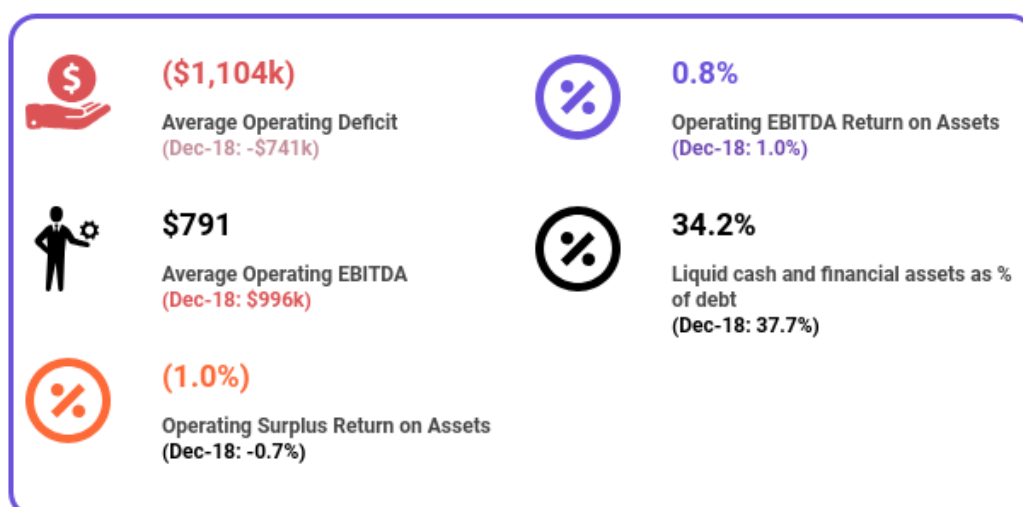 ($1,104k)
Average Operating Deficit
(Dec-18: -$741k)
$791
Average Operating EBITDA
(Dec-18: $996k)
(1.0%)
Operating Surplus Return on Assets
(Dec-18: -0.7%)
0.8%
Operating EBITDA Return on Assets
(Dec-18: 1.0%)
34.2%
Liquid cash and financial assets as %
of debt
(Dec-18: 37.7%)